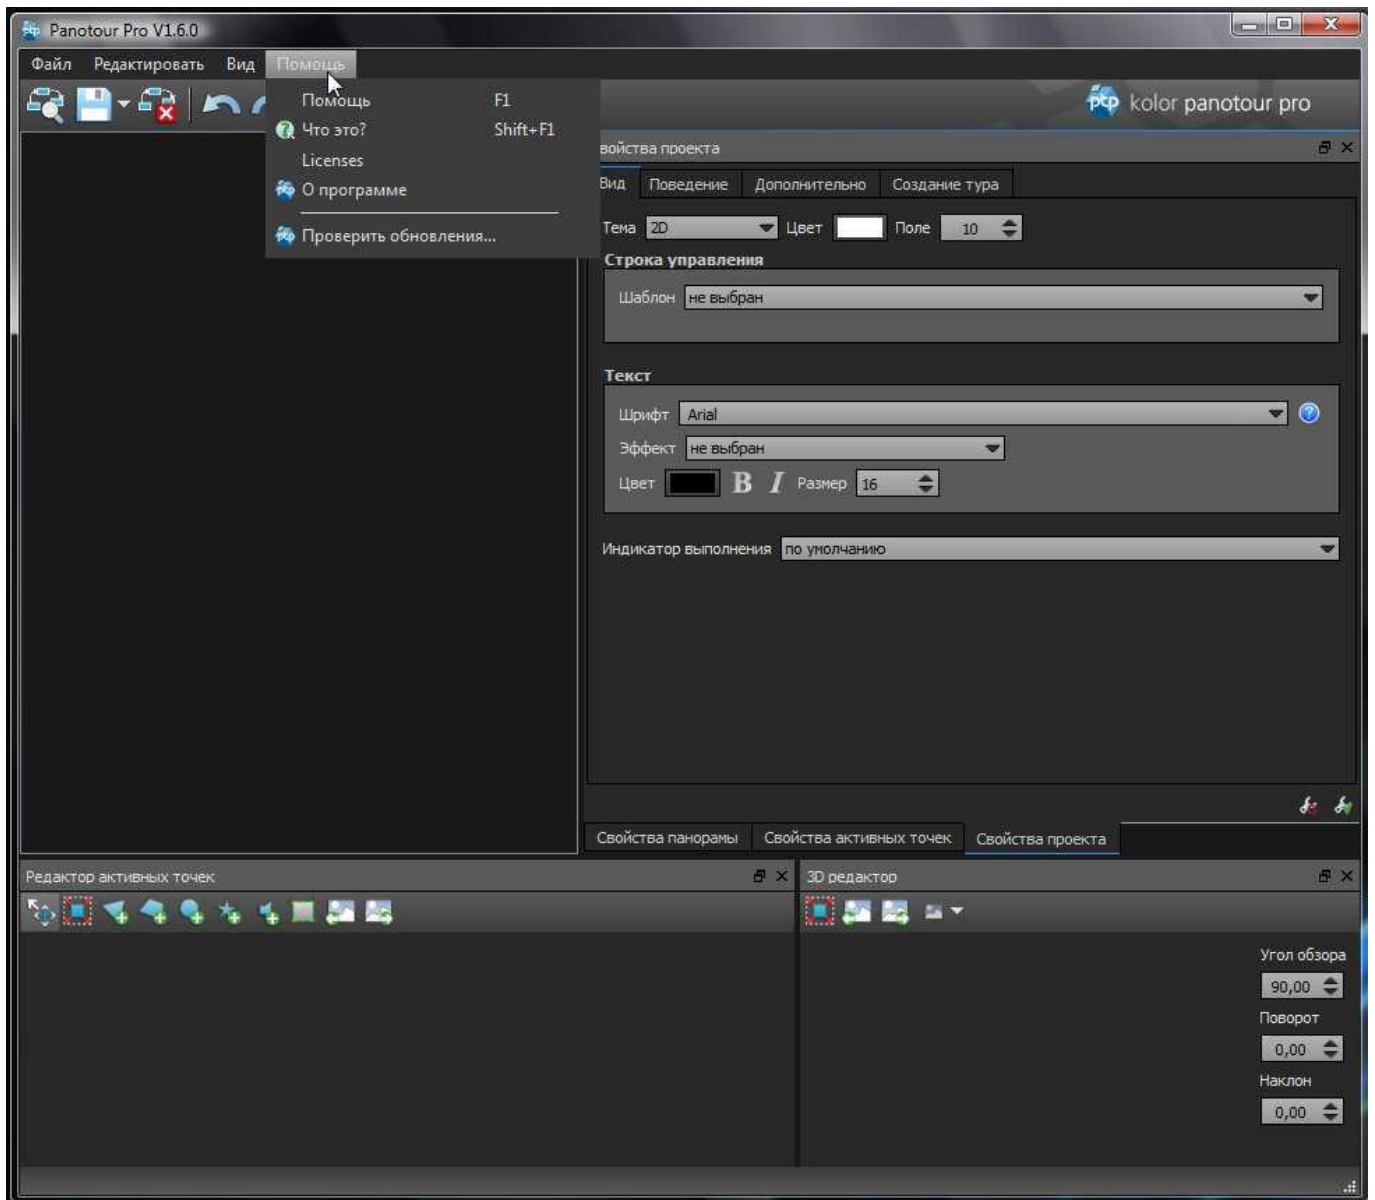 Panotour Pro V1.6.0
Файл Редактировать Вид Помощь
Помощь F1
Что это? Shift+F1
Licenses
О программе
Проверить обновления...
ptp kolor panotour pro
войства проекта
Вид Поведение Дополнительно Создание тура
Тема 2D Цвет Поле 10
Строка управления
Шаблон не выбран
Текст
Шрифт Arial
Эффект не выбран
Цвет B I Размер 16
Индикатор выполнения по умолчанию
Свойства панорамы Свойства активных точек Свойства проекта
Редактор активных точек
3D редактор
Угол обзора
90,00
Поворот
0,00
Наклон
0,00